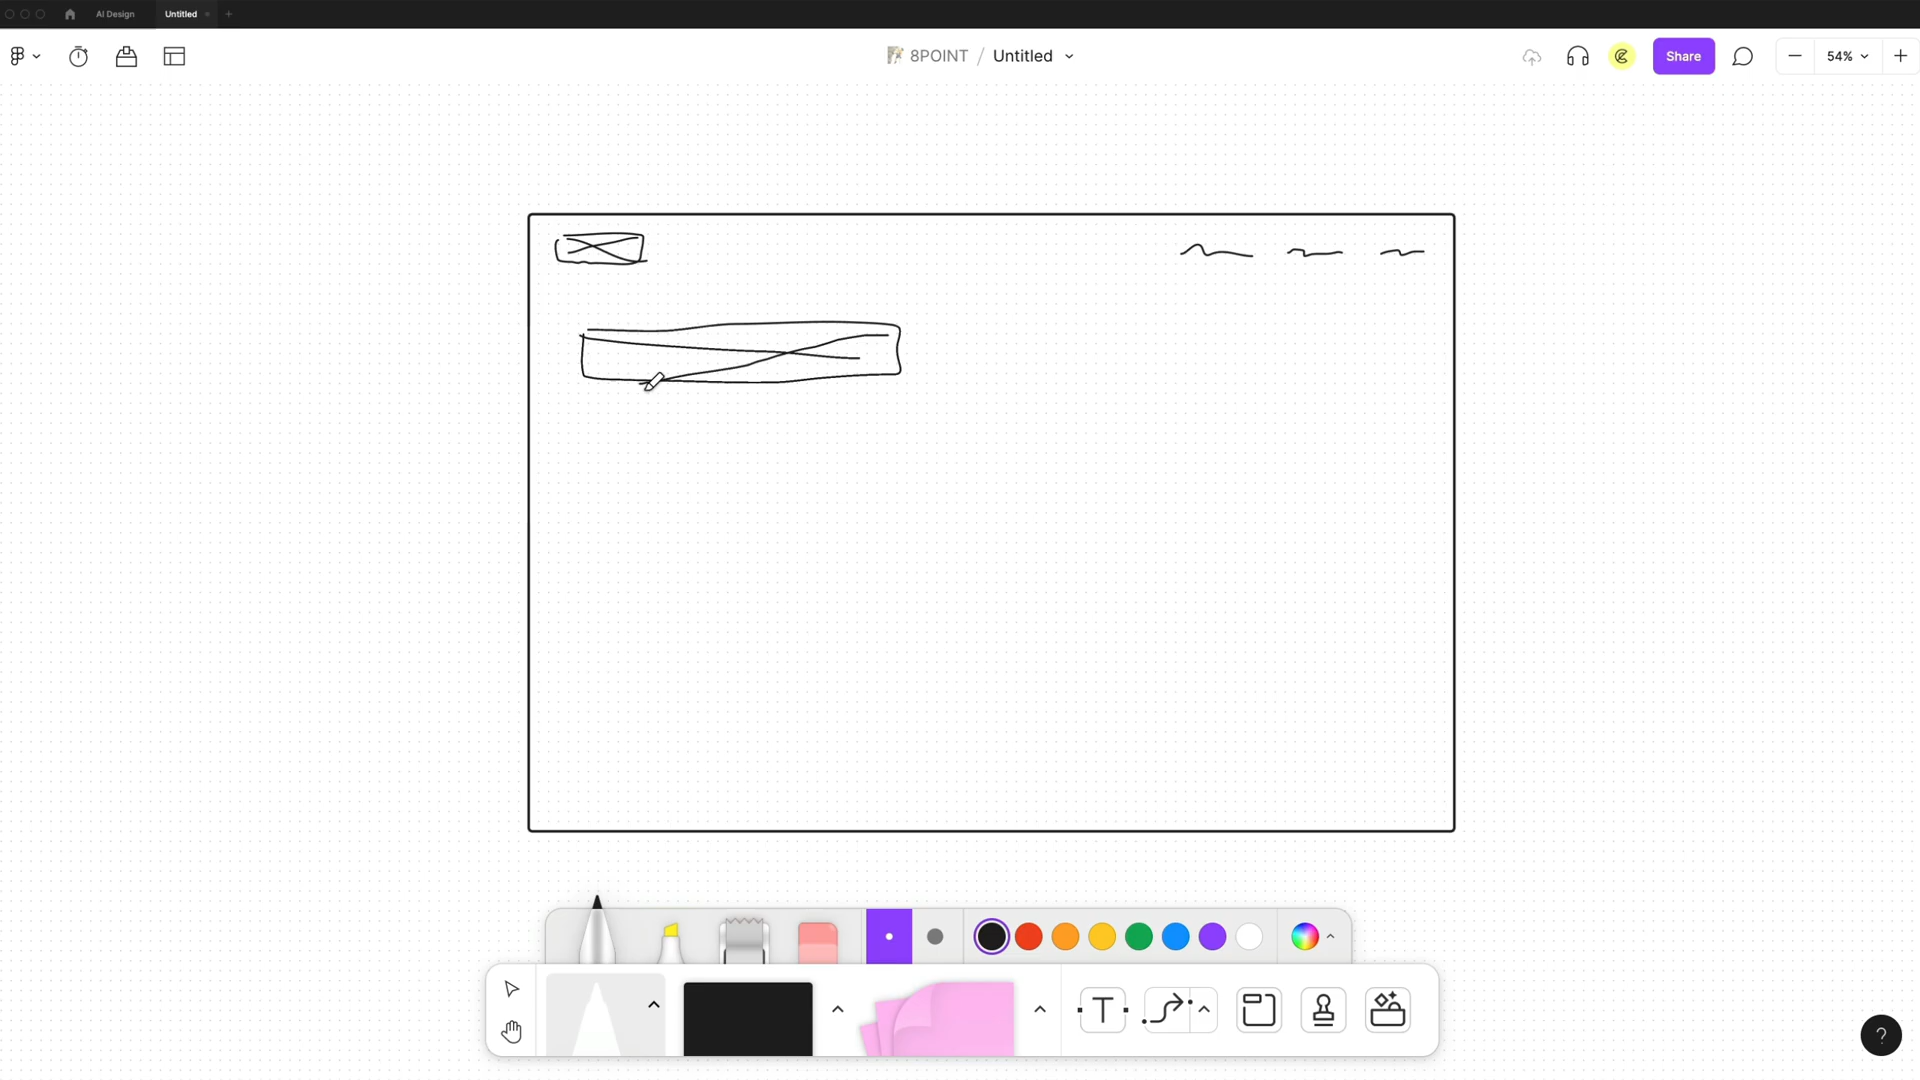 AI Design
Untitled
8POINT / Untitled
Share
54%
T
?